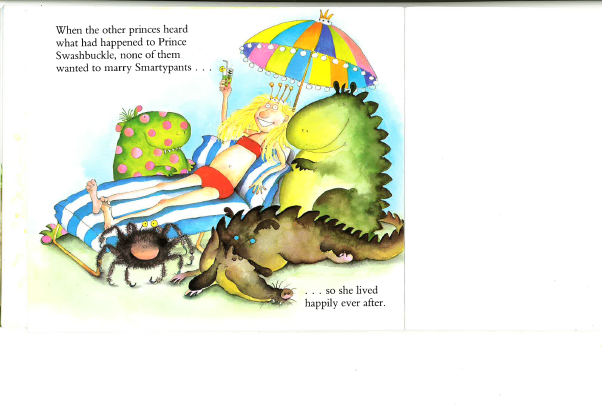 When the other princes heard
what had happened to Prince
Swashbuckle, none of them
wanted to marry Smartypants . . .
. . . so she lived
happily ever after.